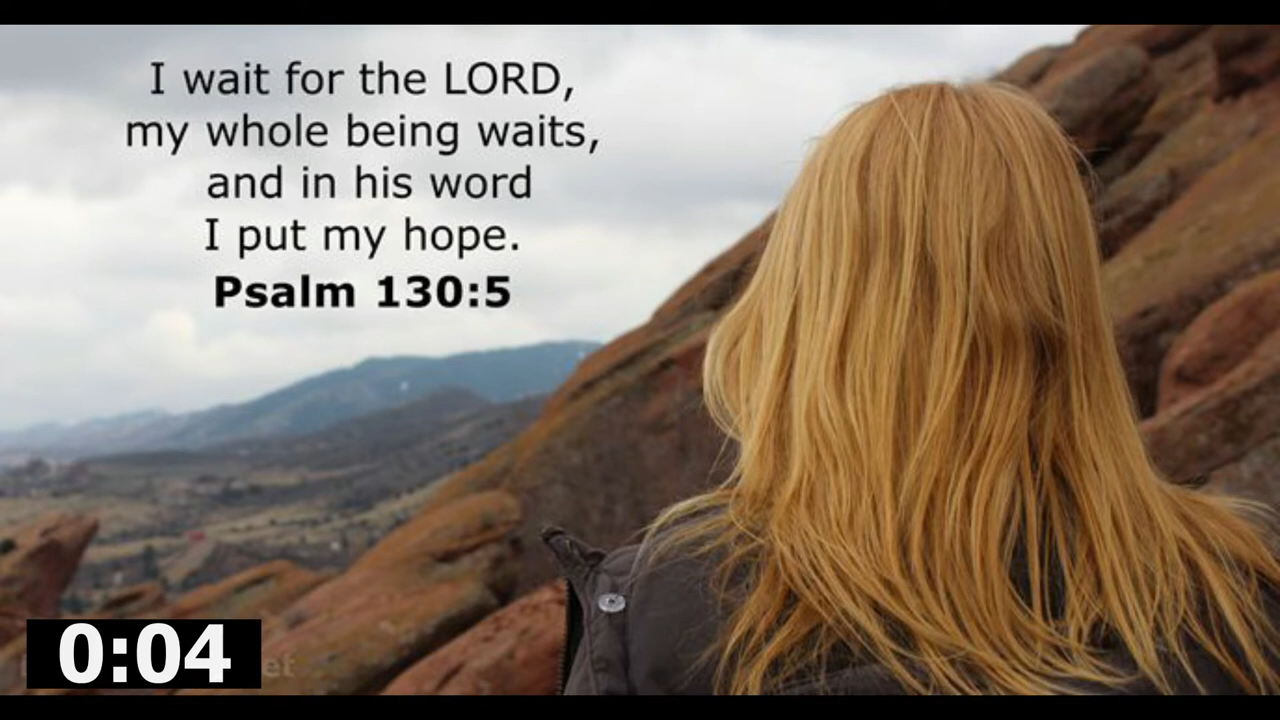 I wait for the LORD,
my whole being waits,
and in his word
I put my hope.
Psalm 130:5
0:04
et